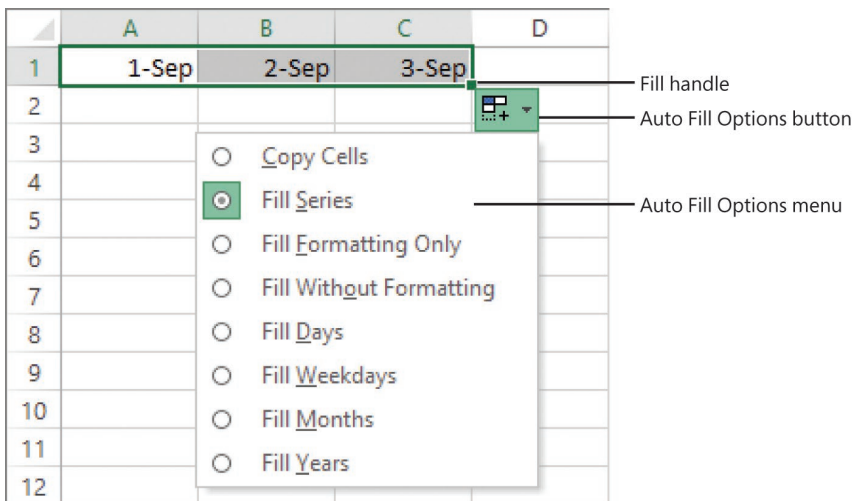 A B C D
1 1-Sep 2-Sep 3-Sep
Fill handle
2
Auto Fill Options button
3 Copy Cells
4
Fill Series
Auto Fill Options menu
5
6 Fill Formatting Only
7 Fill Without Formatting
8 Fill Days
9 Fill Weekdays
10 Fill Months
11
Fill Years
12